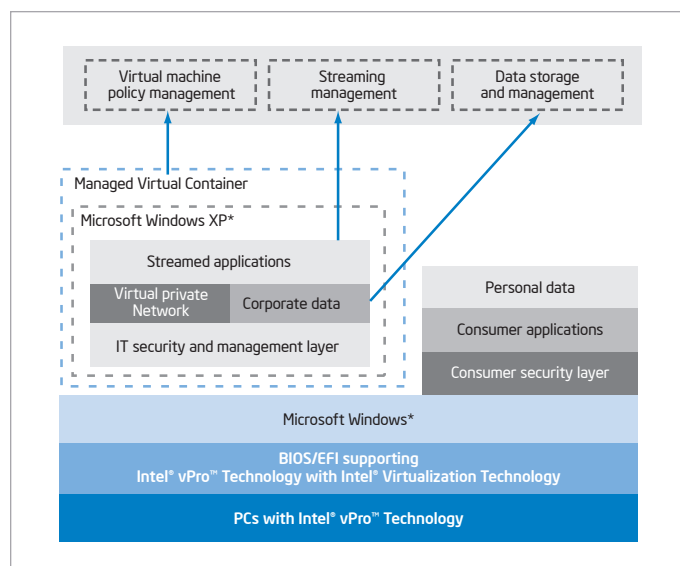 Virtual machine
policy management
Streaming
management
Data storage
and management
Managed Virtual Container
Microsoft Windows XP*
Streamed applications
Virtual private
Network
Corporate data
IT security and management layer
Personal data
Consumer applications
Consumer security layer
Microsoft Windows*
BIOS/EFI supporting
Intel® vPro™ Technology with Intel® Virtualization Technology
PCs with Intel® vPro™ Technology